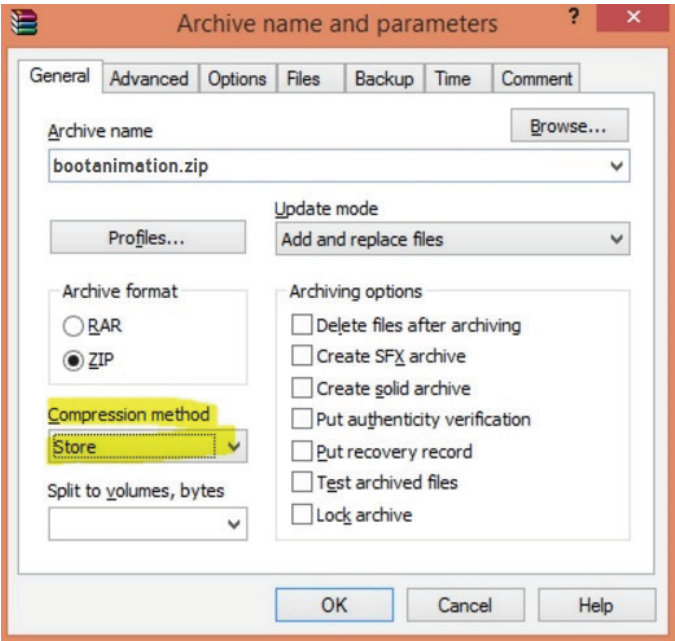 Archive name and parameters
? ×
General Advanced Options Files Backup Time Comment
Archive name
Browse...
bootanimation.zip
Update mode
Profiles...
Add and replace files
Archive format
RAR
ZIP
Compression method
Store
Split to volumes, bytes
Archiving options
Delete files after archiving
Create SFX archive
Create solid archive
Put authenticity verification
Put recovery record
Test archived files
Lock archive
OK Cancel Help